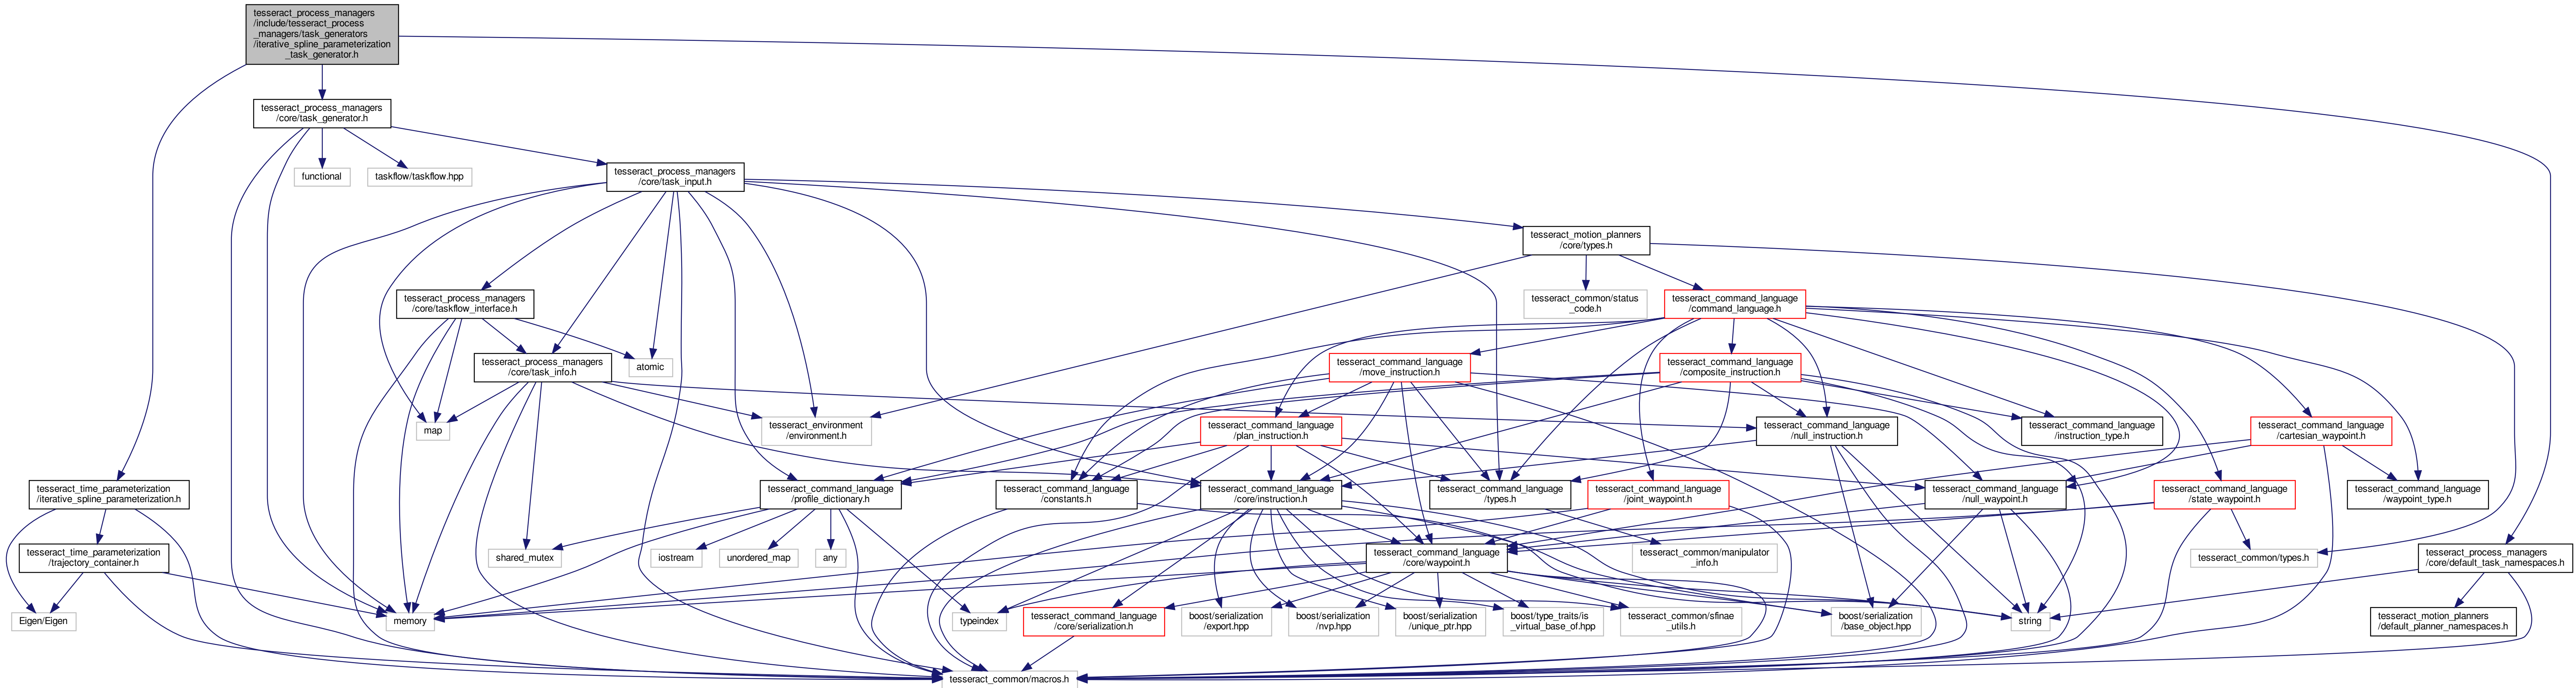 tesseract_process_managers
/include/tesseract_process
_managers/task_generators
/iterative_spline_parameterization
_task_generator.h
tesseract_process_managers
/core/task_generator.h
functional
taskflow/taskflow.hpp
tesseract_process_managers
/core/task_input.h
tesseract_motion_planners
/core/types.h
tesseract_process_managers
/core/taskflow_interface.h
tesseract_common/status
_code.h
tesseract_command_language
/command_language.h
tesseract_process_managers
/core/task_info.h
atomic
tesseract_command_language
/move_instruction.h
tesseract_command_language
/composite_instruction.h
map
tesseract_environment
/environment.h
tesseract_command_language
/plan_instruction.h
tesseract_command_language
/null_instruction.h
tesseract_command_language
/instruction_type.h
tesseract_command_language
/cartesian_waypoint.h
tesseract_time_parameterization
/iterative_spline_parameterization.h
tesseract_command_language
/profile_dictionary.h
tesseract_command_language
/constants.h
tesseract_command_language
/core/instruction.h
tesseract_command_language
/types.h
tesseract_command_language
/joint_waypoint.h
tesseract_command_language
/null_waypoint.h
tesseract_command_language
/state_waypoint.h
tesseract_command_language
/waypoint_type.h
tesseract_time_parameterization
/trajectory_container.h
shared_mutex
iostream
unordered_map
any
tesseract_command_language
/core/waypoint.h
tesseract_common/manipulator
_info.h
tesseract_common/types.h
tesseract_process_managers
/core/default_task_namespaces.h
Eigen/Eigen
memory
typeindex
tesseract_command_language
/core/serialization.h
boost/serialization
/export.hpp
boost/serialization
/nvp.hpp
boost/serialization
/unique_ptr.hpp
boost/type_traits/is
_virtual_base_of.hpp
tesseract_common/sfinae
_utils.h
boost/serialization
/base_object.hpp
string
tesseract_motion_planners
/default_planner_namespaces.h
tesseract_common/macros.h